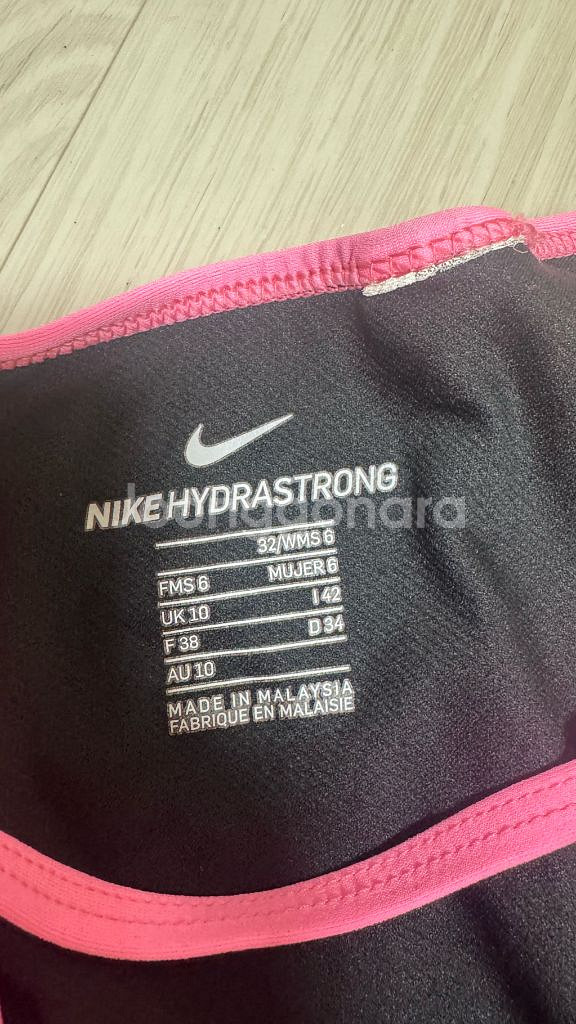 NIKE HYDRASTRONG
bungaejonara
32/WMS 6
FMS 6 MUJER 6
UK 10 I 42
F 38 D 34
AU 10
MADE IN MALAYSIA
FABRIQUE EN MALAISIE